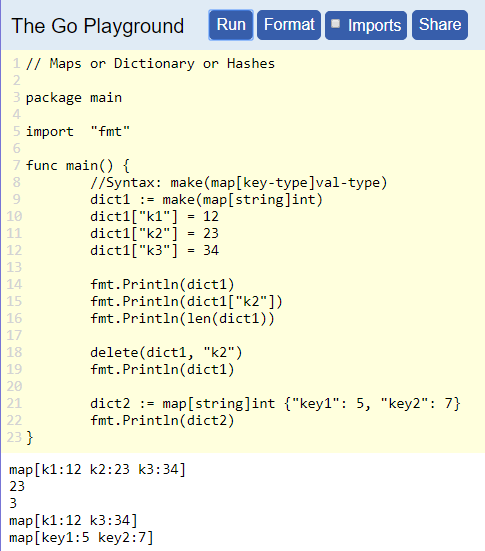 The Go Playground Run Format Imports Share
1 // Maps or Dictionary or Hashes
2
3 package main
4
5 import  "fmt"
6
7 func main() {
8         //Syntax: make(map[key-type]val-type)
9         dict1 := make(map[string]int)
10         dict1["k1"] = 12
11         dict1["k2"] = 23
12         dict1["k3"] = 34
13
14         fmt.Println(dict1)
15         fmt.Println(dict1["k2"])
16         fmt.Println(len(dict1))
17
18         delete(dict1, "k2")
19         fmt.Println(dict1)
20
21         dict2 := map[string]int {"key1": 5, "key2": 7}
22         fmt.Println(dict2)
23 }
map[k1:12 k2:23 k3:34]
23
3
map[k1:12 k3:34]
map[key1:5 key2:7]